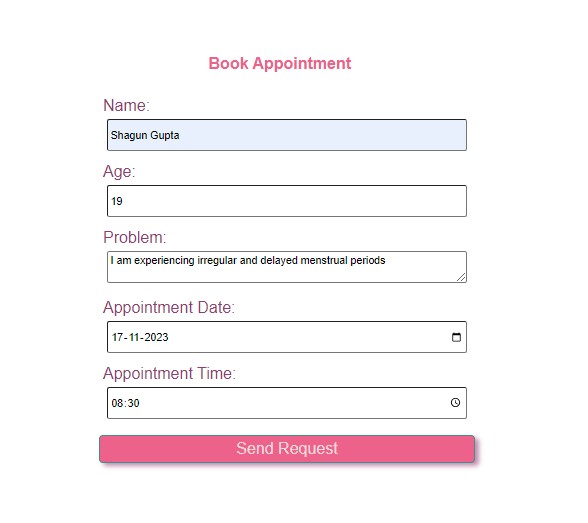 Book Appointment
Name:
Shagun Gupta
Age:
19
Problem:
I am experiencing irregular and delayed menstrual periods
Appointment Date:
17-11-2023
Appointment Time:
08:30
Send Request